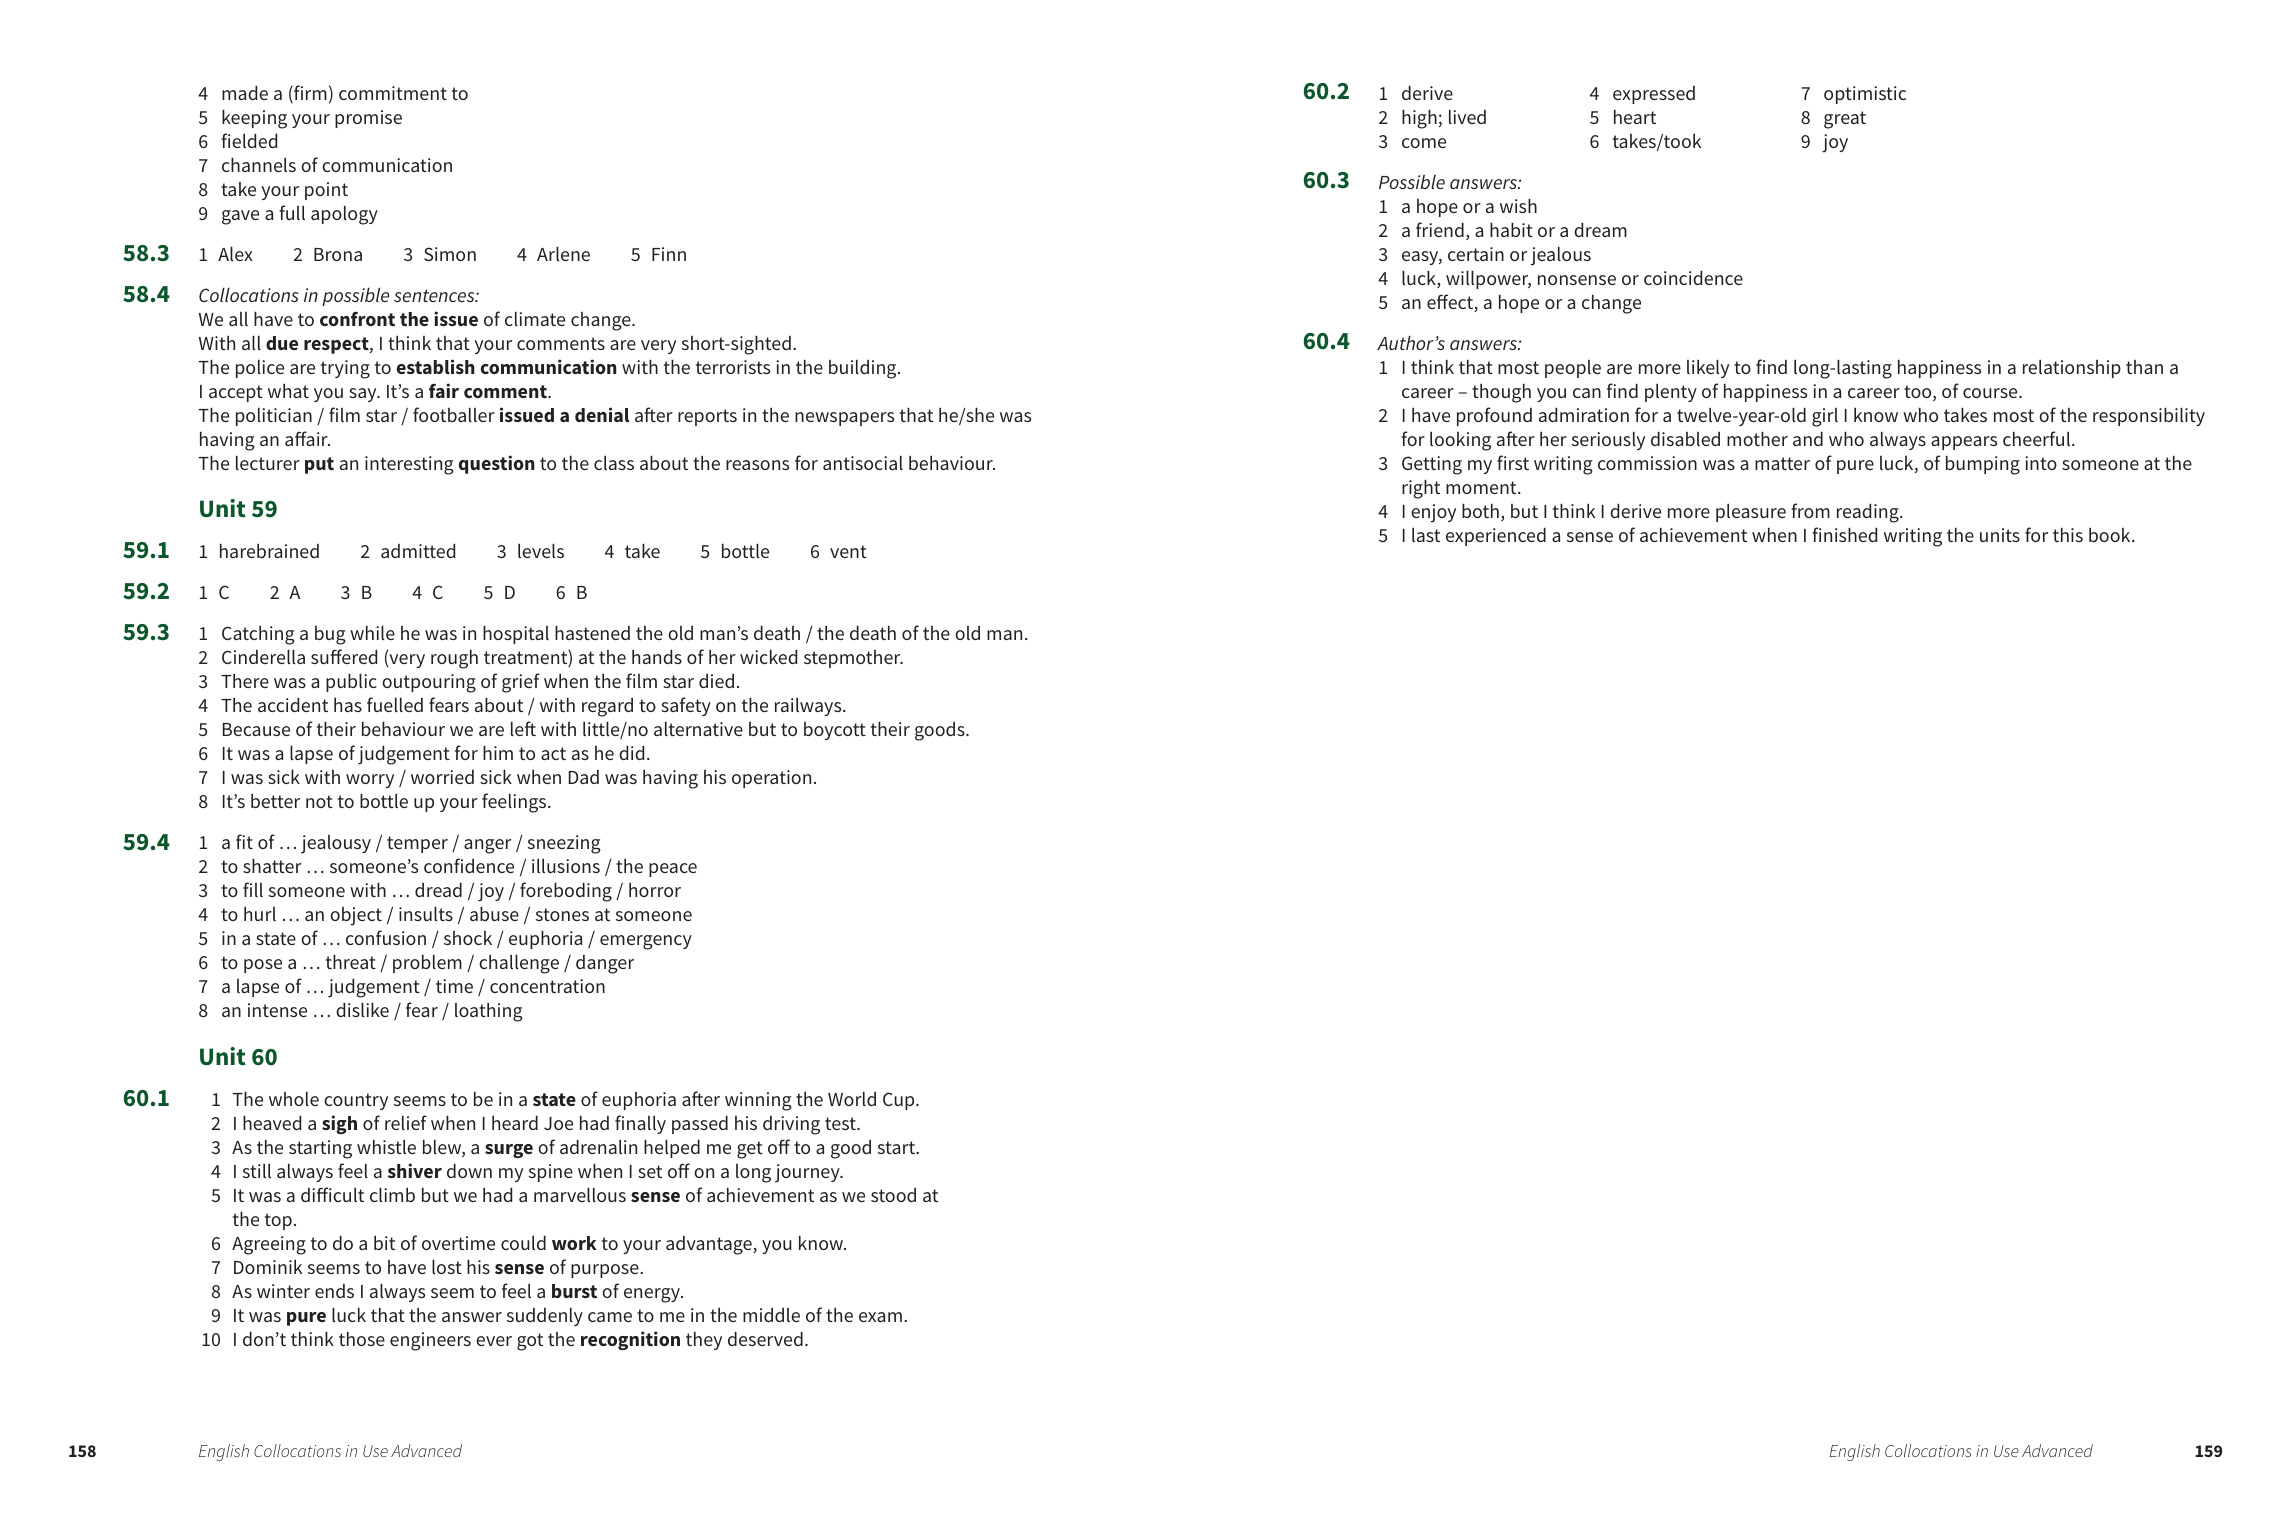 4 made a (firm) commitment to
5 keeping your promise
6 fielded
7 channels of communication
8 take your point
9 gave a full apology
58.3 1 Alex 2 Brona 3 Simon 4 Arlene 5 Finn
58.4 Collocations in possible sentences:
We all have to confront the issue of climate change.
With all due respect, I think that your comments are very short-sighted.
The police are trying to establish communication with the terrorists in the building.
I accept what you say. It’s a fair comment.
The politician / film star / footballer issued a denial after reports in the newspapers that he/she was
having an affair.
The lecturer put an interesting question to the class about the reasons for antisocial behaviour.
Unit 59
59.1 1 harebrained 2 admitted 3 levels 4 take 5 bottle 6 vent
59.2 1 C 2 A 3 B 4 C 5 D 6 B
59.3 1 Catching a bug while he was in hospital hastened the old man’s death / the death of the old man.
2 Cinderella suffered (very rough treatment) at the hands of her wicked stepmother.
3 There was a public outpouring of grief when the film star died.
4 The accident has fuelled fears about / with regard to safety on the railways.
5 Because of their behaviour we are left with little/no alternative but to boycott their goods.
6 It was a lapse of judgement for him to act as he did.
7 I was sick with worry / worried sick when Dad was having his operation.
8 It’s better not to bottle up your feelings.
59.4 1 a fit of … jealousy / temper / anger / sneezing
2 to shatter … someone’s confidence / illusions / the peace
3 to fill someone with … dread / joy / foreboding / horror
4 to hurl … an object / insults / abuse / stones at someone
5 in a state of … confusion / shock / euphoria / emergency
6 to pose a … threat / problem / challenge / danger
7 a lapse of … judgement / time / concentration
8 an intense … dislike / fear / loathing
Unit 60
60.1 1 The whole country seems to be in a state of euphoria after winning the World Cup.
2 I heaved a sigh of relief when I heard Joe had finally passed his driving test.
3 As the starting whistle blew, a surge of adrenalin helped me get off to a good start.
4 I still always feel a shiver down my spine when I set off on a long journey.
5 It was a difficult climb but we had a marvellous sense of achievement as we stood at
the top.
6 Agreeing to do a bit of overtime could work to your advantage, you know.
7 Dominik seems to have lost his sense of purpose.
8 As winter ends I always seem to feel a burst of energy.
9 It was pure luck that the answer suddenly came to me in the middle of the exam.
10 I don’t think those engineers ever got the recognition they deserved.
158 English Collocations in Use Advanced
60.2 1 derive 4 expressed 7 optimistic
2 high; lived 5 heart 8 great
3 come 6 takes/took 9 joy
60.3 Possible answers:
1 a hope or a wish
2 a friend, a habit or a dream
3 easy, certain or jealous
4 luck, willpower, nonsense or coincidence
5 an effect, a hope or a change
60.4 Author’s answers:
1 I think that most people are more likely to find long-lasting happiness in a relationship than a
career – though you can find plenty of happiness in a career too, of course.
2 I have profound admiration for a twelve-year-old girl I know who takes most of the responsibility
for looking after her seriously disabled mother and who always appears cheerful.
3 Getting my first writing commission was a matter of pure luck, of bumping into someone at the
right moment.
4 I enjoy both, but I think I derive more pleasure from reading.
5 I last experienced a sense of achievement when I finished writing the units for this book.
English Collocations in Use Advanced 159